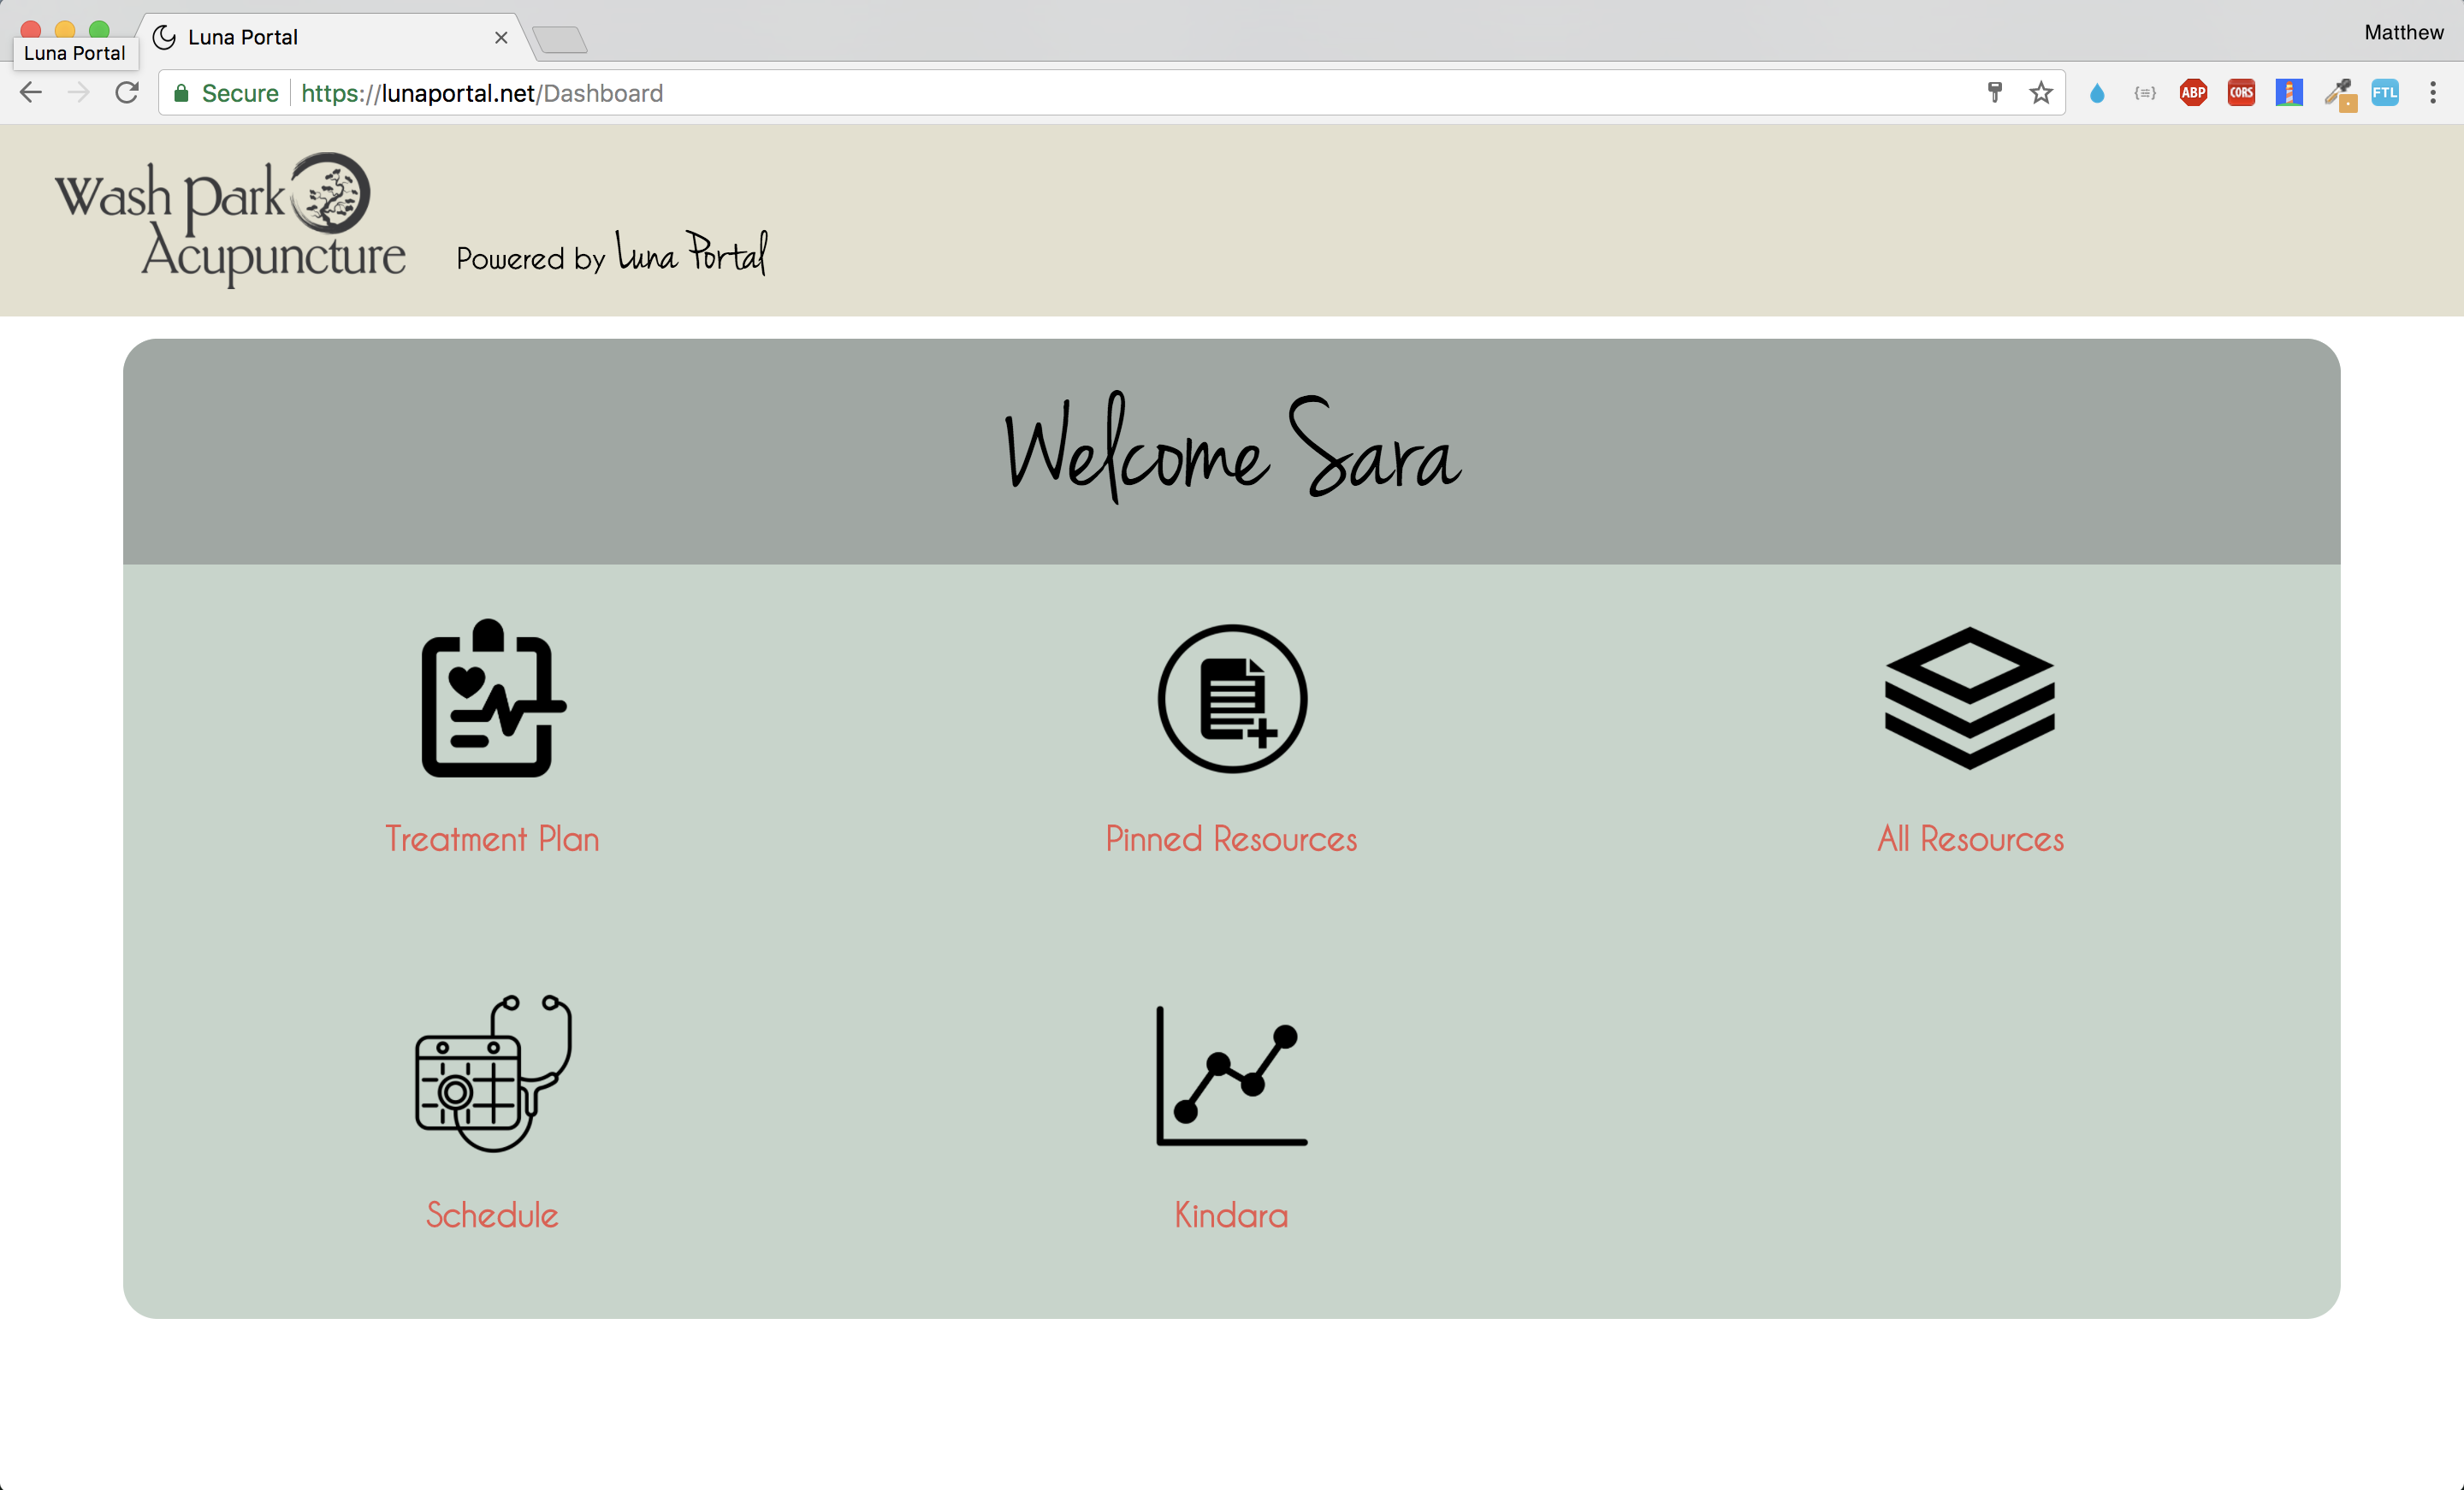 Luna Portal
Matthew
Luna Portal
Secure https://lunaportal.net/Dashboard
ABP
CORS
FTL
Wash Park
Acupuncture
Powered by Luna Portal
Welcome Sara
Treatment Plan
Pinned Resources
All Resources
Schedule
Kindara